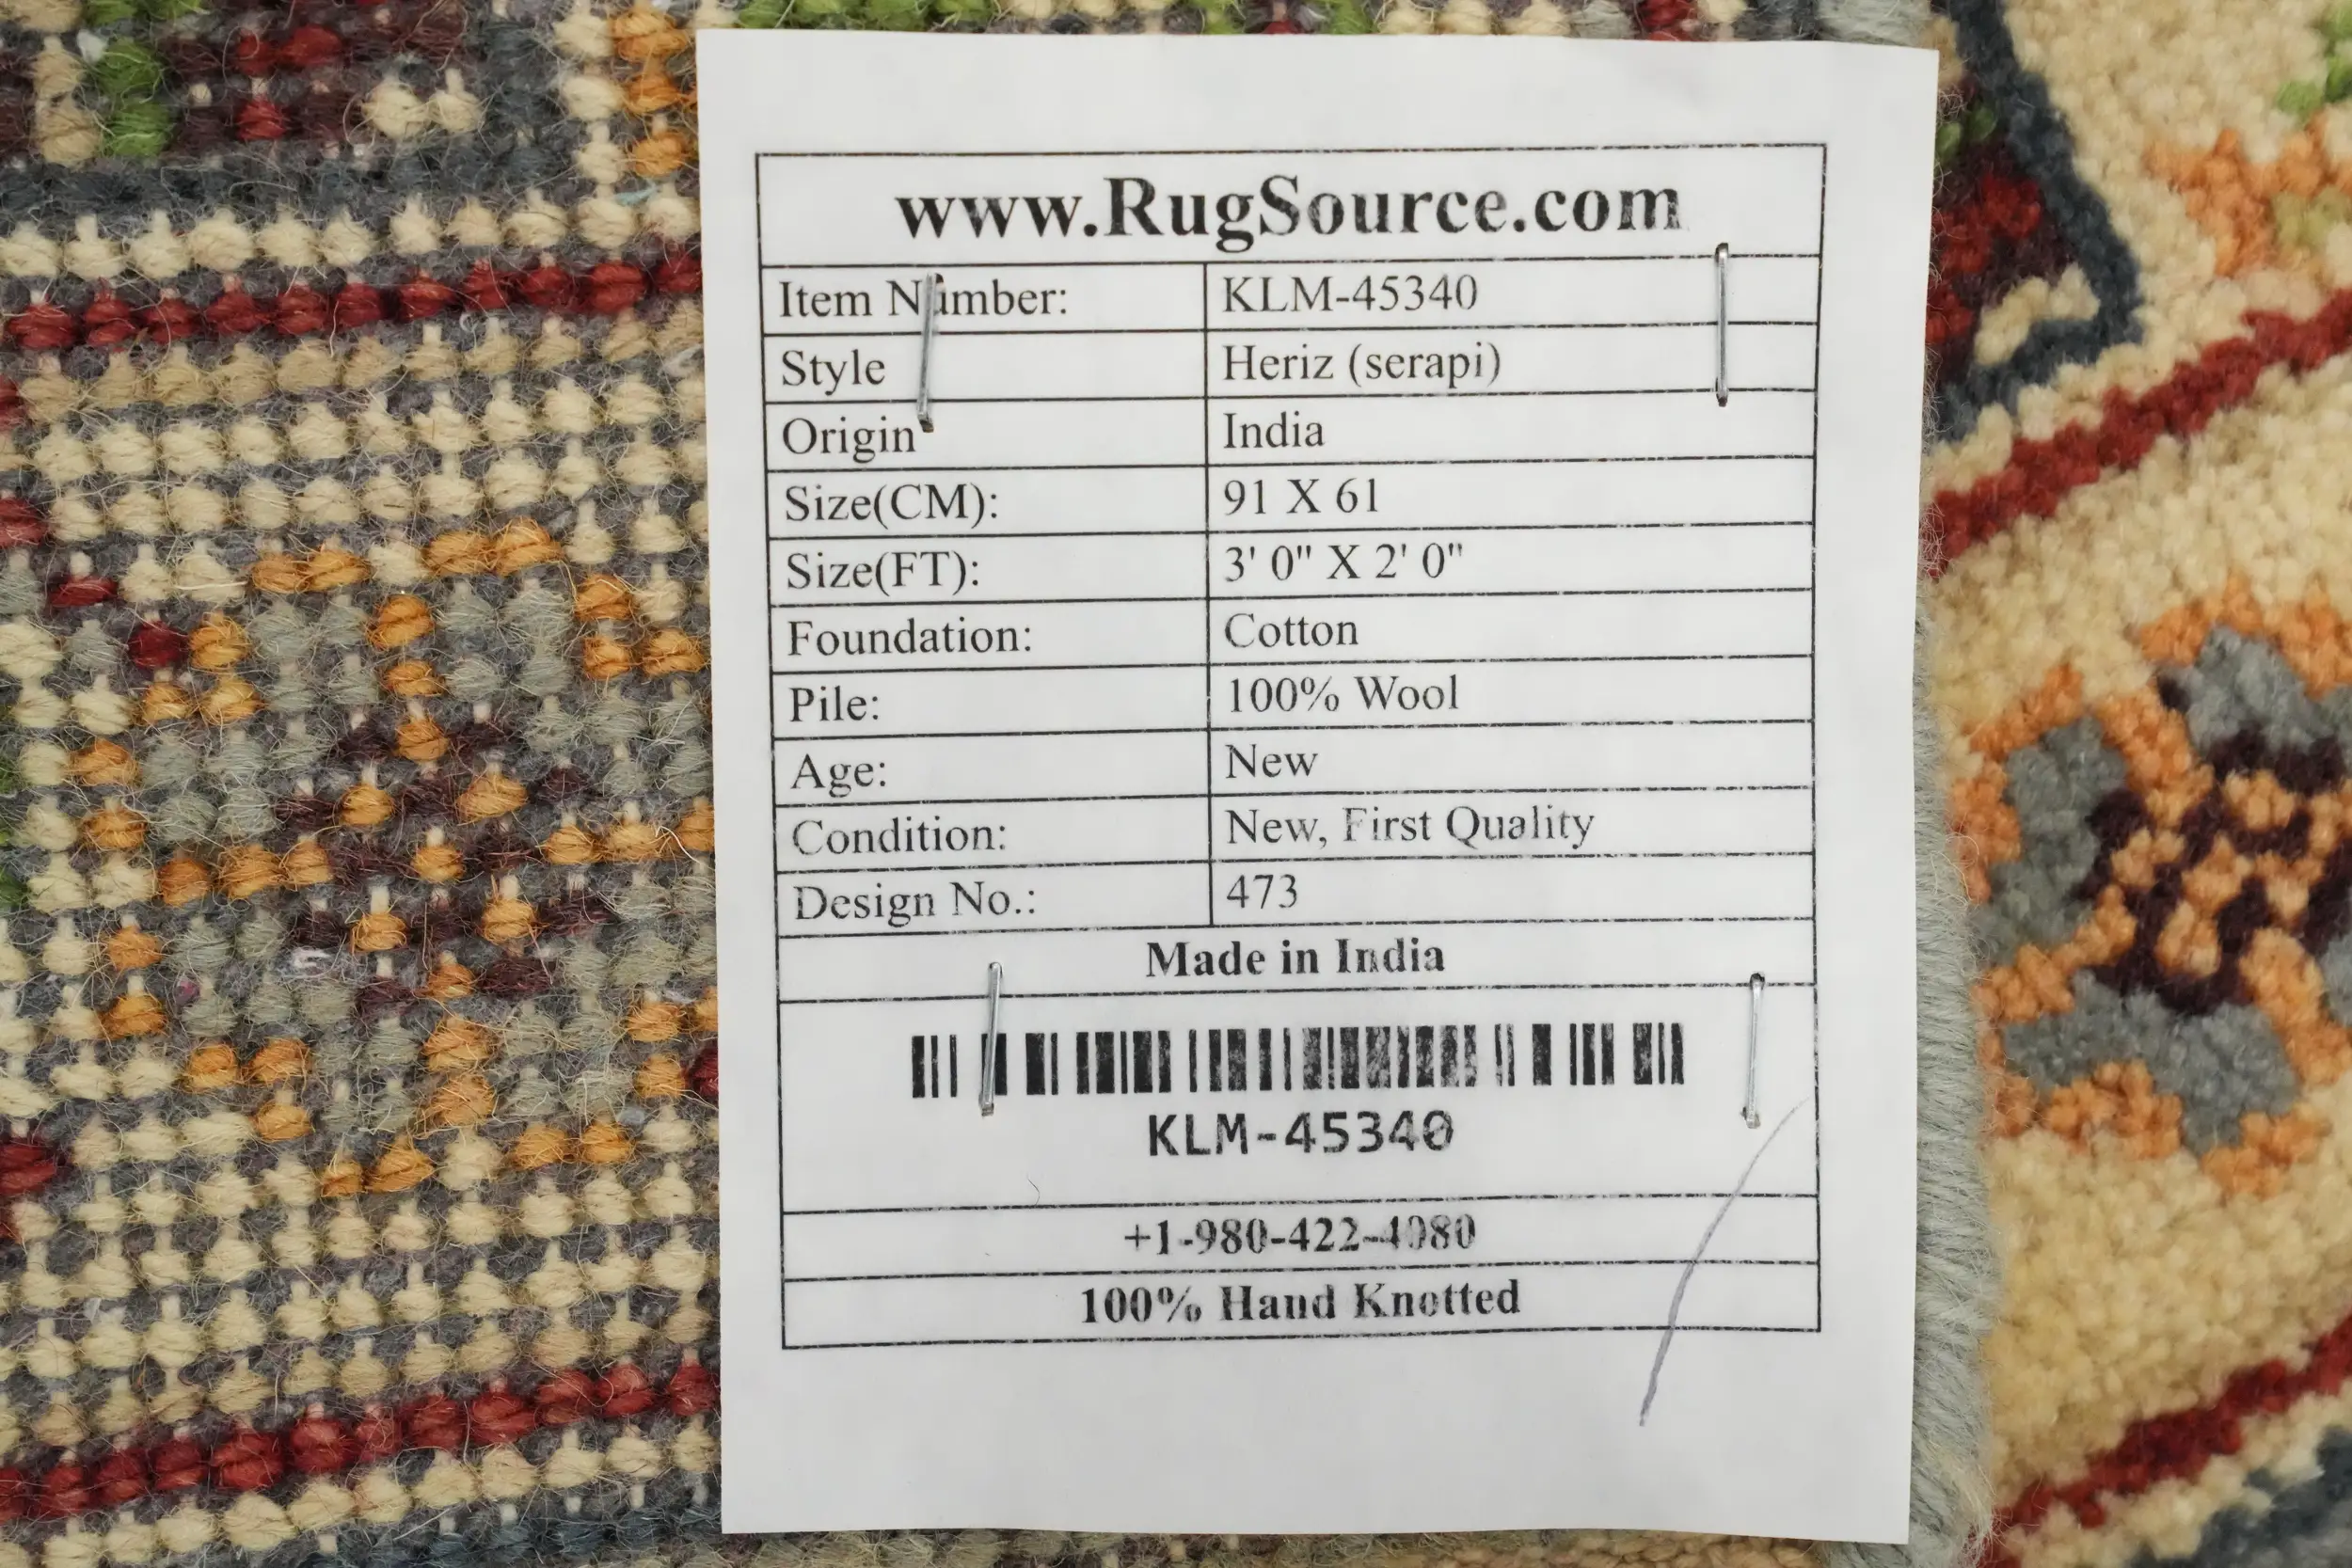 www.RugSource.com
Item Number: KLM-45340
Style Heriz (serapi)
Origin India
Size(CM): 91 X 61
Size(FT): 3' 0" X 2' 0"
Foundation: Cotton
Pile: 100% Wool
Age: New
Condition: New, First Quality
Design No.: 473
Made in India
KLM-45340
+1-980-422-4080
100% Hand Knotted